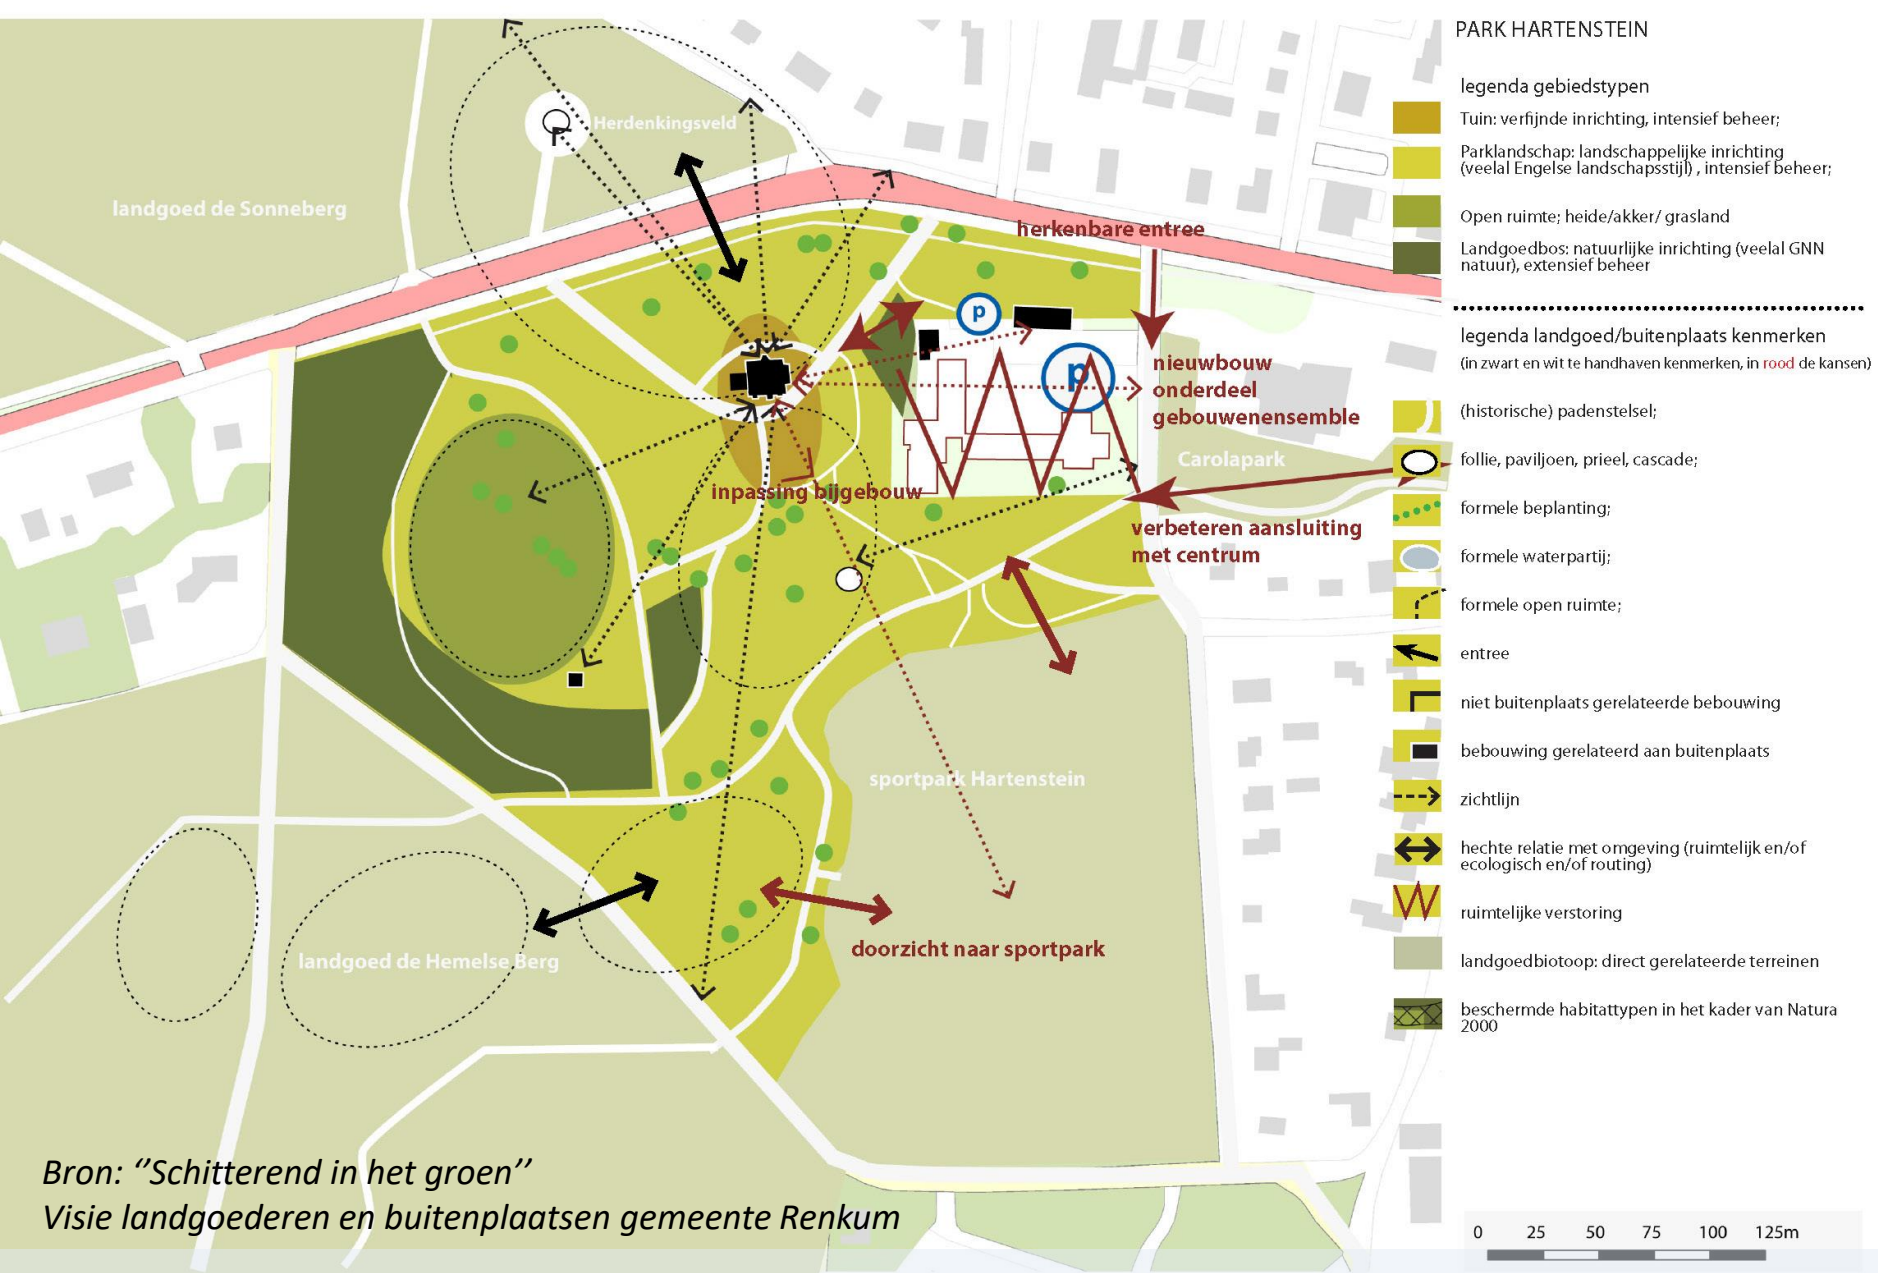 PARK HARTENSTEIN
legenda gebiedstypen
Tuin: verfijnde inrichting, intensief beheer;
Parklandschap: landschappelijke inrichting
(veelal Engelse landschapsstijl) , intensief beheer;
Open ruimte; heide/akker/ grasland
Landgoedbos: natuurlijke inrichting (veelal GNN
natuur), extensief beheer
legenda landgoed/buitenplaats kenmerken
(in zwart en wit te handhaven kenmerken, in rood de kansen)
(historische) padenstelsel;
follie, paviljoen, prieel, cascade;
formele beplanting;
formele waterpartij;
formele open ruimte;
entree
niet buitenplaats gerelateerde bebouwing
bebouwing gerelateerd aan buitenplaats
zichtlijn
hechte relatie met omgeving (ruimtelijk en/of
ecologisch en/of routing)
ruimtelijke verstoring
landgoedbiotoop: direct gerelateerde terreinen
beschermde habitattypen in het kader van Natura
2000
0 25 50 75 100 125m
Herdenkingsveld
landgoed de Sonneberg
herkenbare entree
p
p
nieuwbouw
onderdeel
gebouwenensemble
Carolapark
inpassing bijgebouw
verbeteren aansluiting
met centrum
sportpark Hartenstein
doorzicht naar sportpark
landgoed de Hemelse Berg
Bron: ‘’Schitterend in het groen’’
Visie landgoederen en buitenplaatsen gemeente Renkum